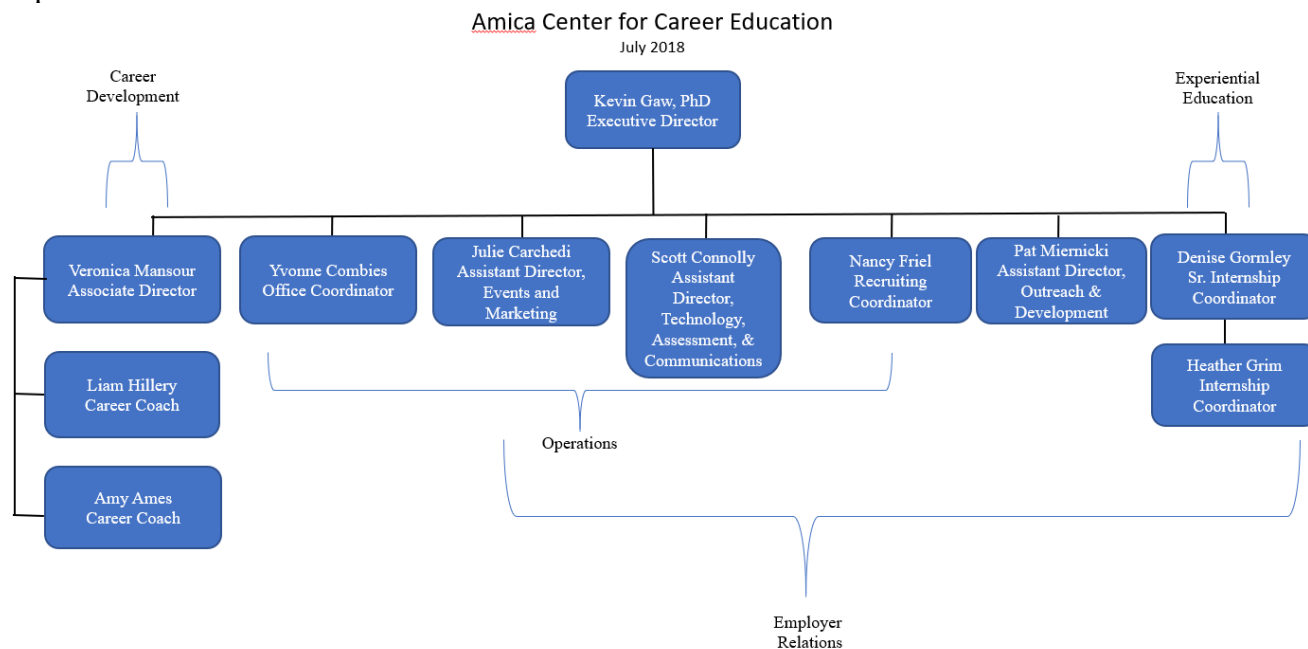 Amica Center for Career Education
July 2018
Career
Development
Kevin Gaw, PhD
Executive Director
Experiential
Education
Veronica Mansour
Associate Director
Yvonne Combies
Office Coordinator
Julie Carchedi
Assistant Director,
Events and
Marketing
Scott Connolly
Assistant
Director,
Technology,
Assessment, &
Communications
Nancy Friel
Recruiting
Coordinator
Pat Miernicki
Assistant Director,
Outreach &
Development
Denise Gormley
Sr. Internship
Coordinator
Liam Hillery
Career Coach
Heather Grim
Internship
Coordinator
Operations
Amy Ames
Career Coach
Employer
Relations